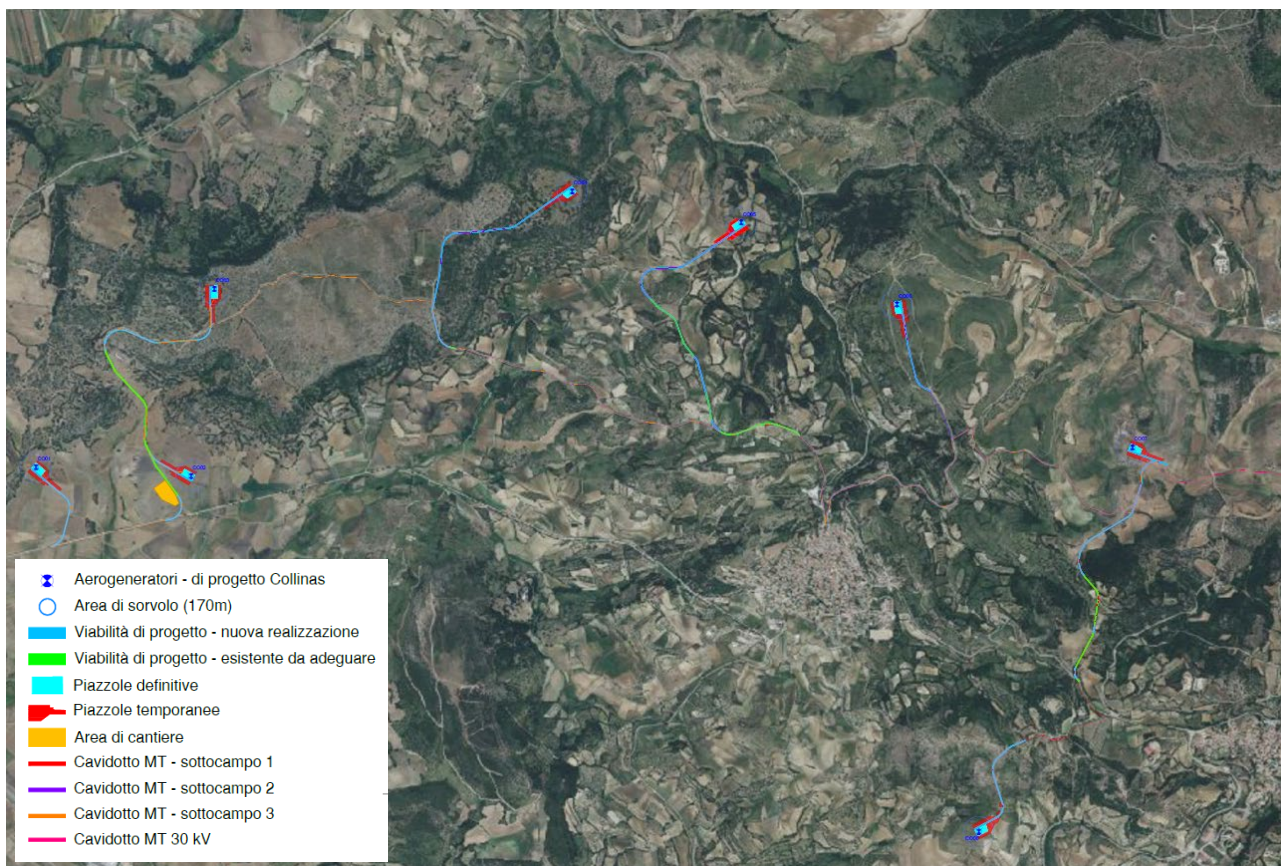 Aerogeneratori - di progetto Collinas
Area di sorvolo (170m)
Viabilità di progetto - nuova realizzazione
Viabilità di progetto - esistente da adeguare
Piazzole definitive
Piazzole temporanee
Area di cantiere
Cavidotto MT - sottocampo 1
Cavidotto MT - sottocampo 2
Cavidotto MT - sottocampo 3
Cavidotto MT 30 kV